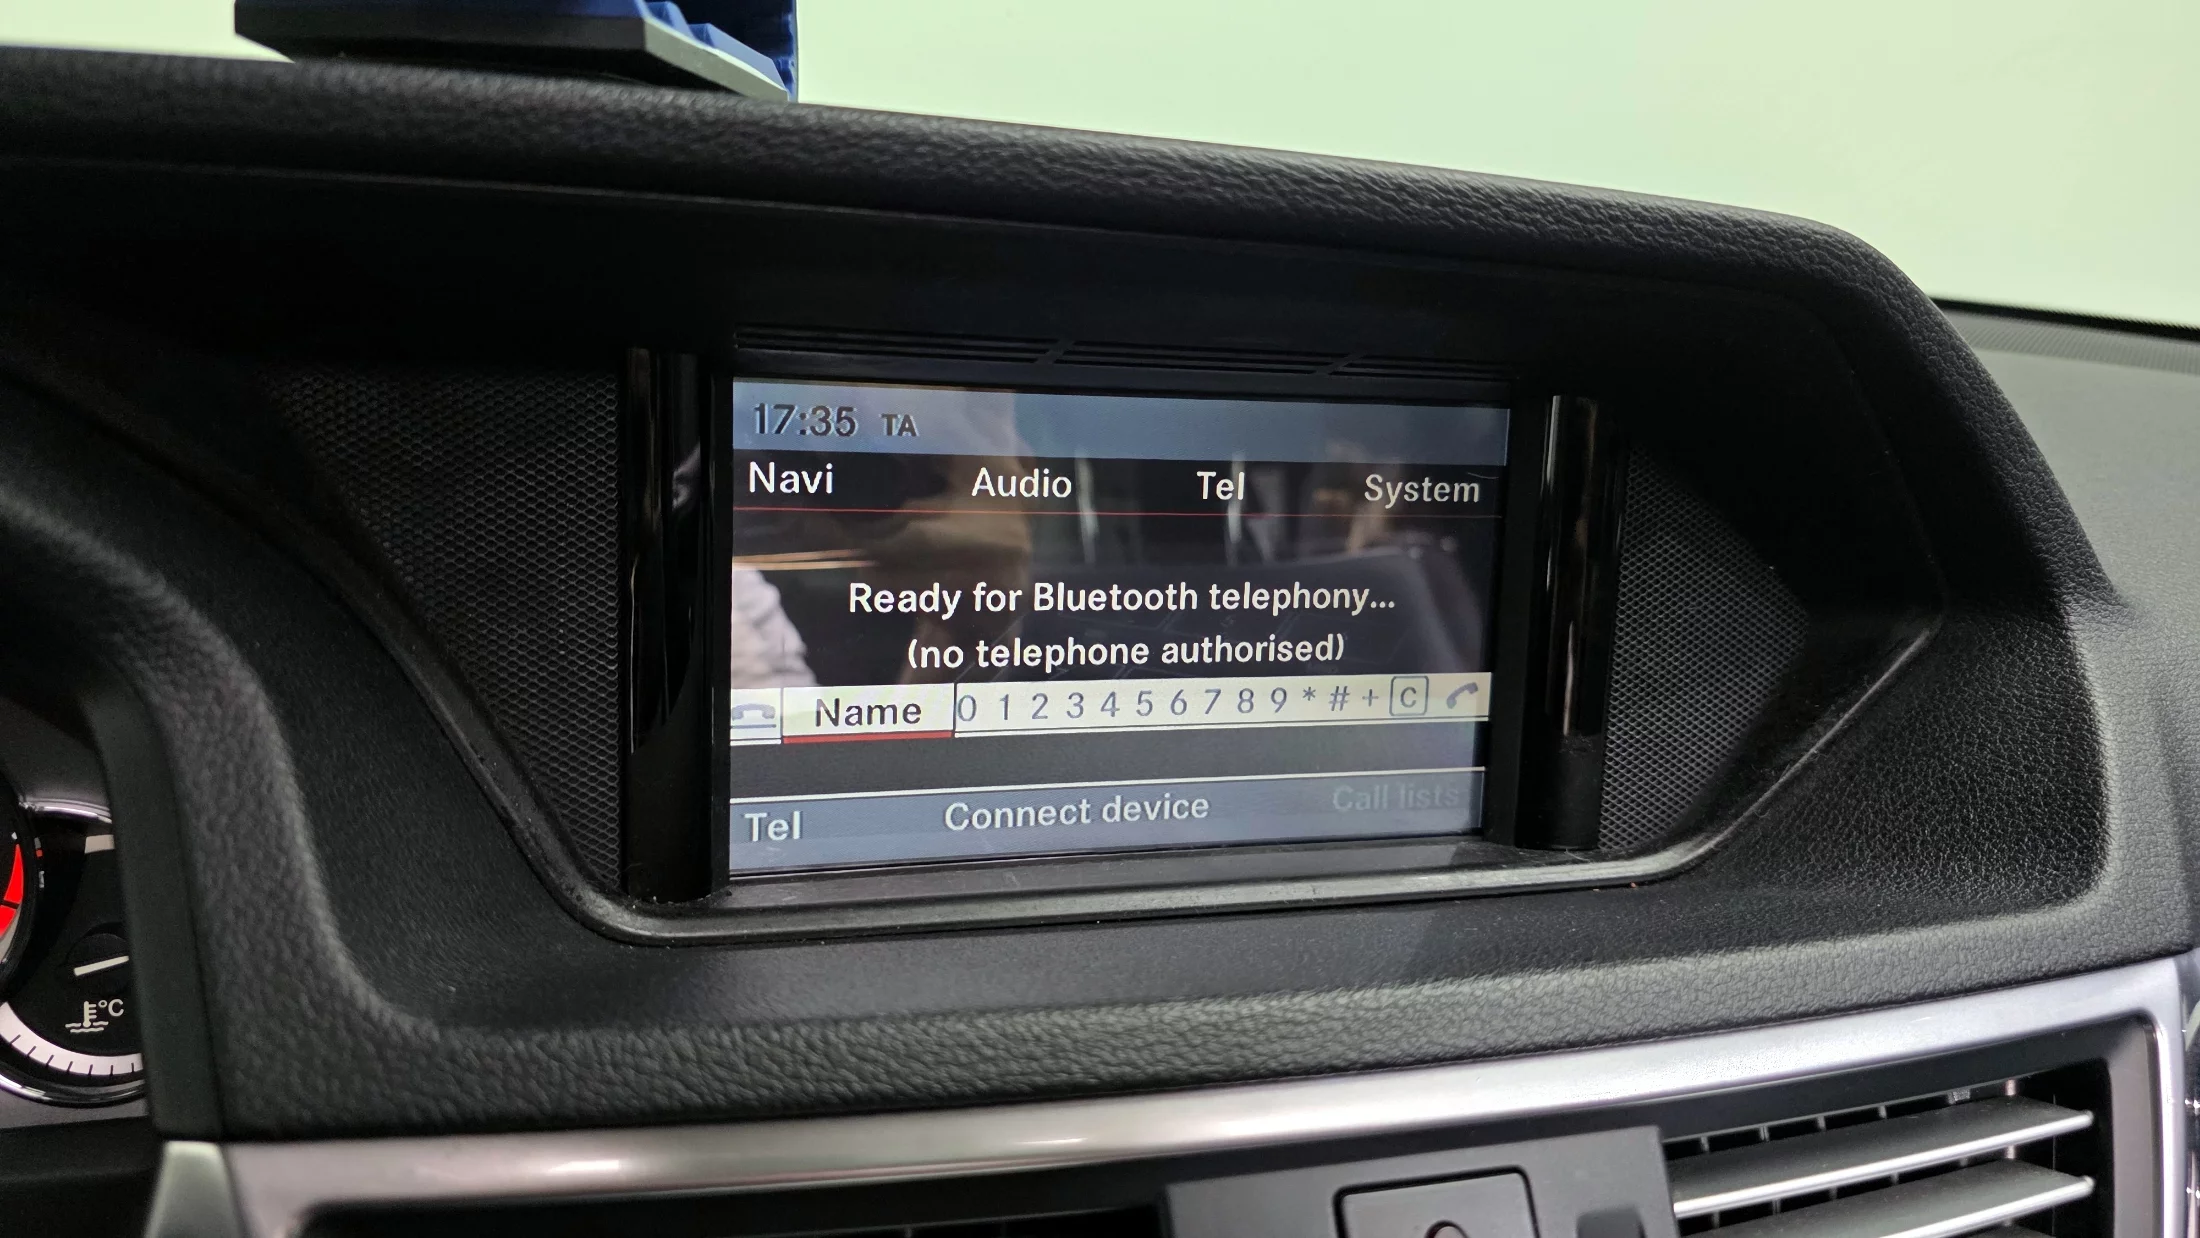 17:35 TA
Navi Audio Tel System
Ready for Bluetooth telephony...
(no telephone authorised)
Name 0 1 2 3 4 5 6 7 8 9 * # + C
Tel Connect device Call lists
°C